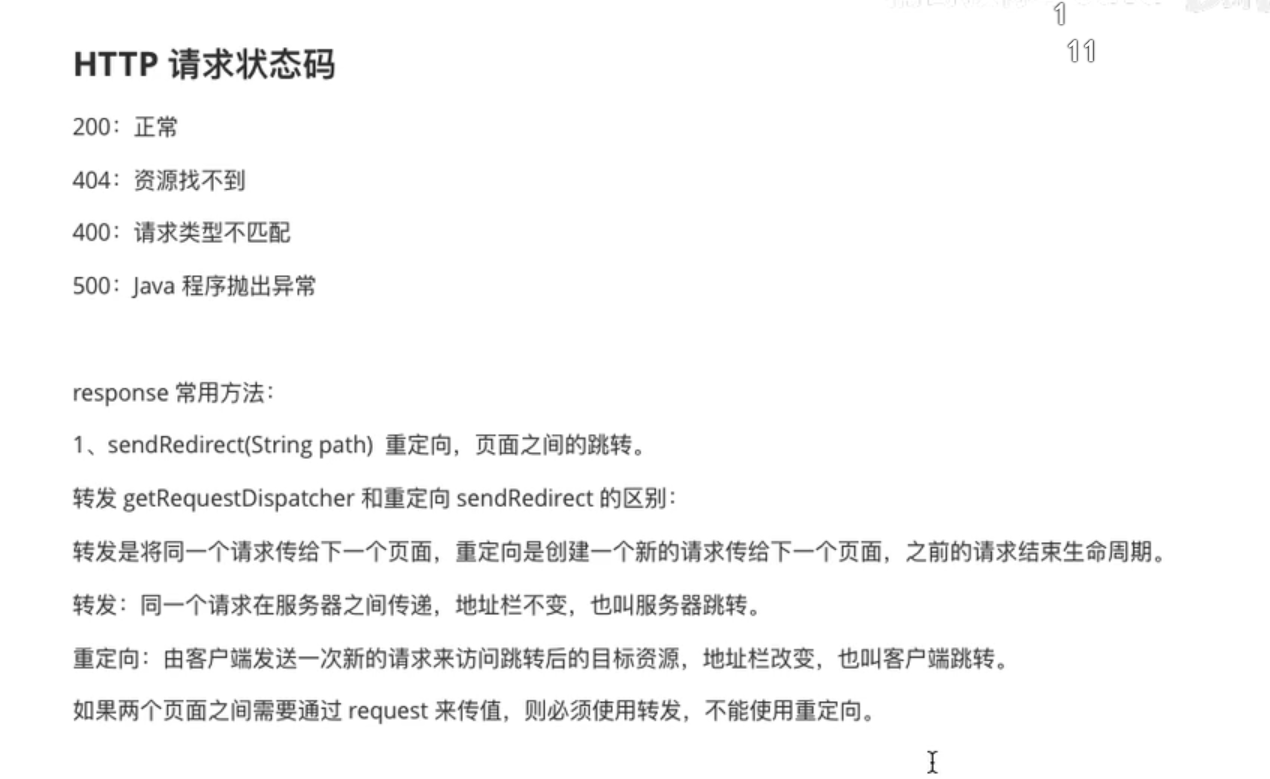 1
11
HTTP 请求状态码
200：正常
404：资源找不到
400：请求类型不匹配
500：Java 程序抛出异常
response 常用方法：
1、sendRedirect(String path) 重定向，页面之间的跳转。
转发 getRequestDispatcher 和重定向 sendRedirect 的区别：
转发是将同一个请求传给下一个页面，重定向是创建一个新的请求传给下一个页面，之前的请求结束生命周期。
转发：同一个请求在服务器之间传递，地址栏不变，也叫服务器跳转。
重定向：由客户端发送一次新的请求来访问跳转后的目标资源，地址栏改变，也叫客户端跳转。
如果两个页面之间需要通过 request 来传值，则必须使用转发，不能使用重定向。